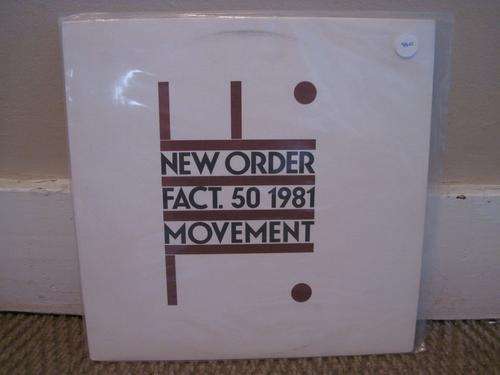 NEW ORDER
FACT. 50 1981
MOVEMENT